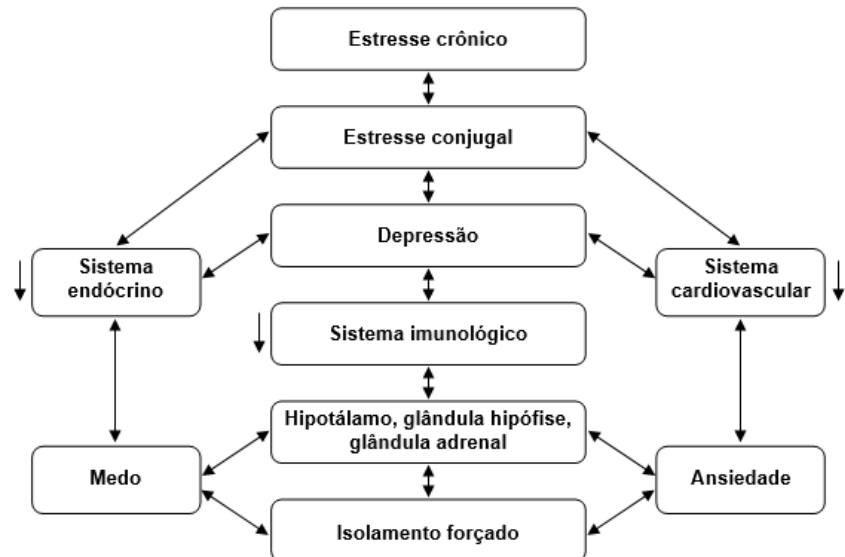 Estresse crônico
Estresse conjugal
Depressão
Sistema
endócrino
Sistema
cardiovascular
Sistema imunológico
Hipotálamo, glândula hipófise,
glândula adrenal
Medo
Ansiedade
Isolamento forçado